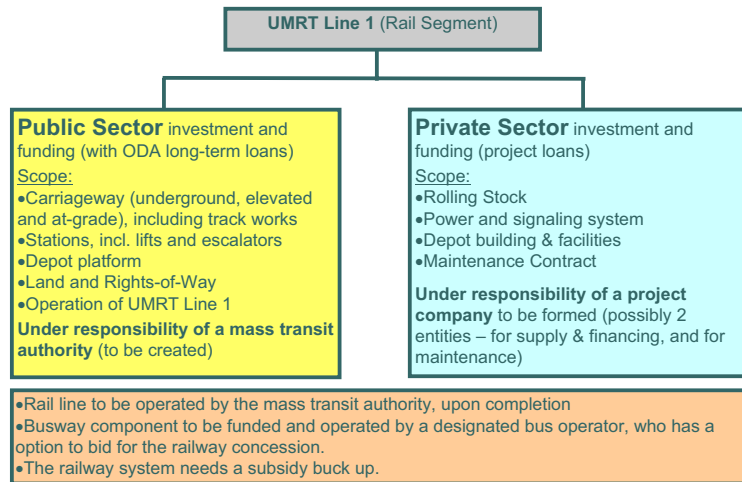 UMRT Line 1 (Rail Segment)
Public Sector investment and
funding (with ODA long-term loans)
Scope:
•Carriageway (underground, elevated
and at-grade), including track works
•Stations, incl. lifts and escalators
•Depot platform
•Land and Rights-of-Way
•Operation of UMRT Line 1
Under responsibility of a mass transit
authority (to be created)
Private Sector investment and
funding (project loans)
Scope:
•Rolling Stock
•Power and signaling system
•Depot building & facilities
•Maintenance Contract
Under responsibility of a project
company to be formed (possibly 2
entities – for supply & financing, and for
maintenance)
•Rail line to be operated by the mass transit authority, upon completion
•Busway component to be funded and operated by a designated bus operator, who has a
option to bid for the railway concession.
•The railway system needs a subsidy buck up.